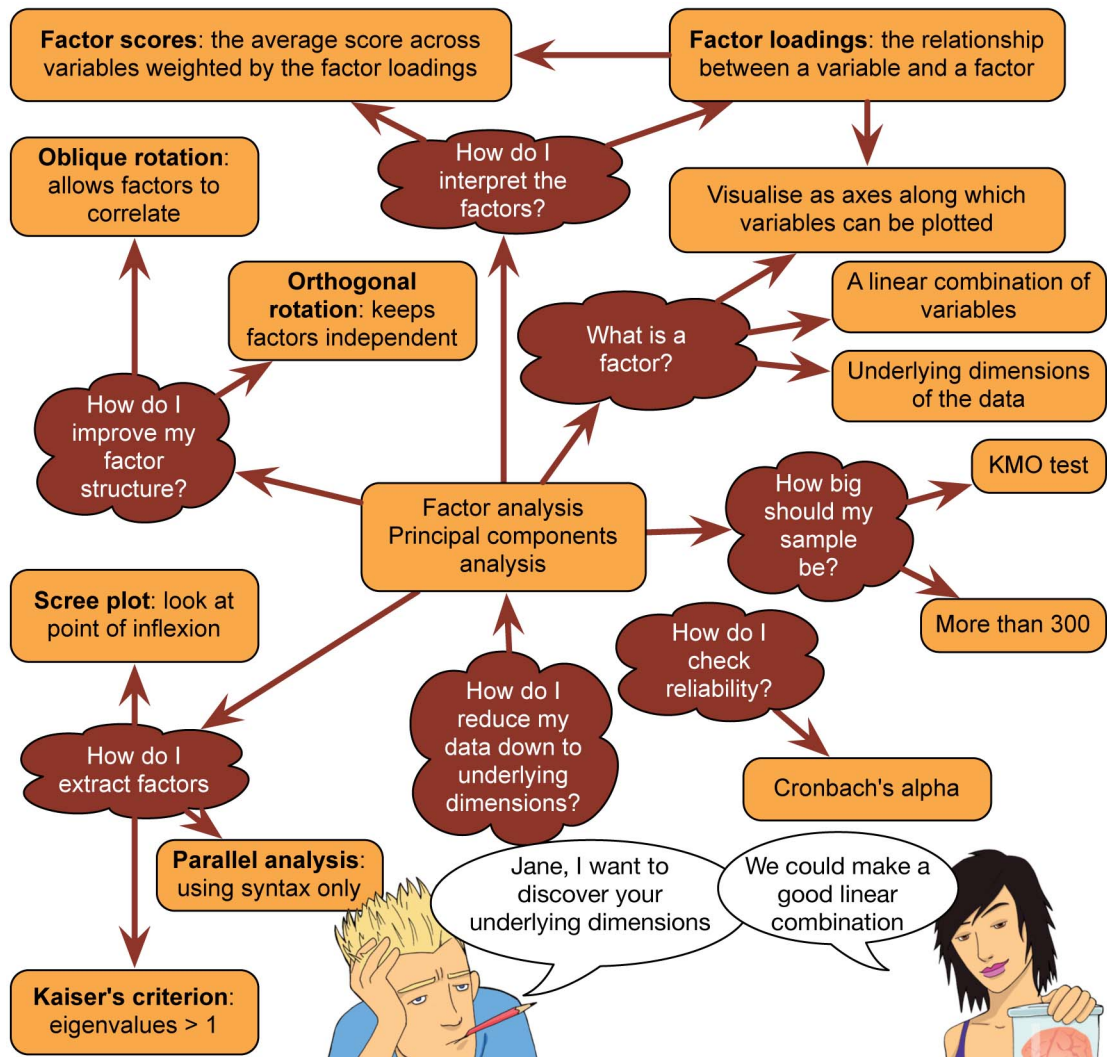 Factor scores: the average score across
variables weighted by the factor loadings
Factor loadings: the relationship
between a variable and a factor
How do I
interpret the
factors?
Oblique rotation:
allows factors to
correlate
Visualise as axes along which
variables can be plotted
Orthogonal
rotation: keeps
factors independent
A linear combination of
variables
What is a
factor?
Underlying dimensions
of the data
How do I
improve my
factor
structure?
KMO test
How big
should my
sample
be?
Factor analysis
Principal components
analysis
Scree plot: look at
point of inflexion
More than 300
How do I
check
reliability?
How do I
reduce my
data down to
underlying
dimensions?
How do I
extract factors
Cronbach's alpha
Parallel analysis:
using syntax only
Jane, I want to
discover your
underlying dimensions
We could make a
good linear
combination
Kaiser's criterion:
eigenvalues > 1